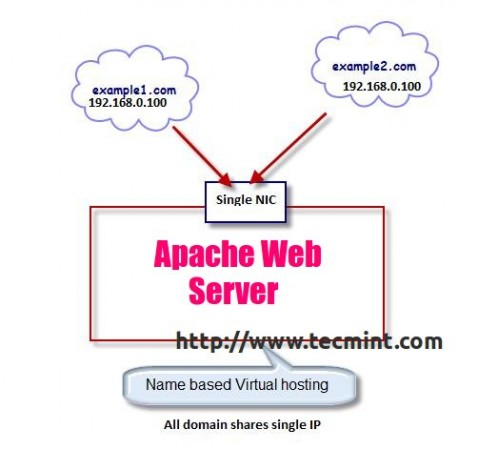 example1.com
192.168.0.100
example2.com
192.168.0.100
Single NIC
Apache Web
Server
http://www.tecmint.com
Name based Virtual hosting
All domain shares single IP